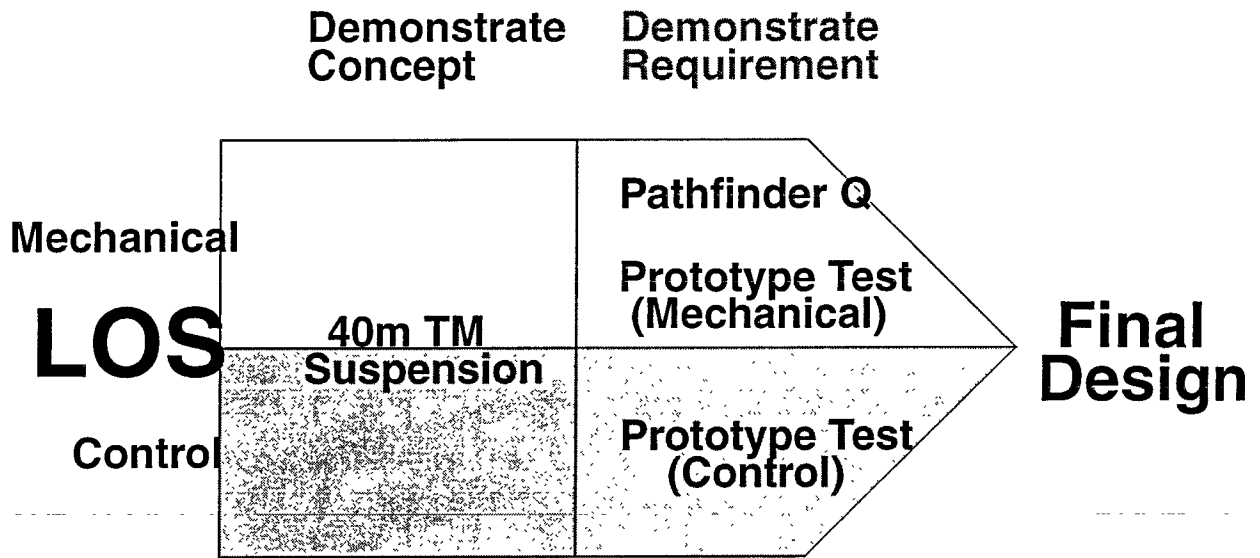 Demonstrate
Concept
Demonstrate
Requirement
Mechanical
LOS
Control
40m TM
Suspension
Pathfinder Q
Prototype Test
(Mechanical)
Prototype Test
(Control)
Final
Design